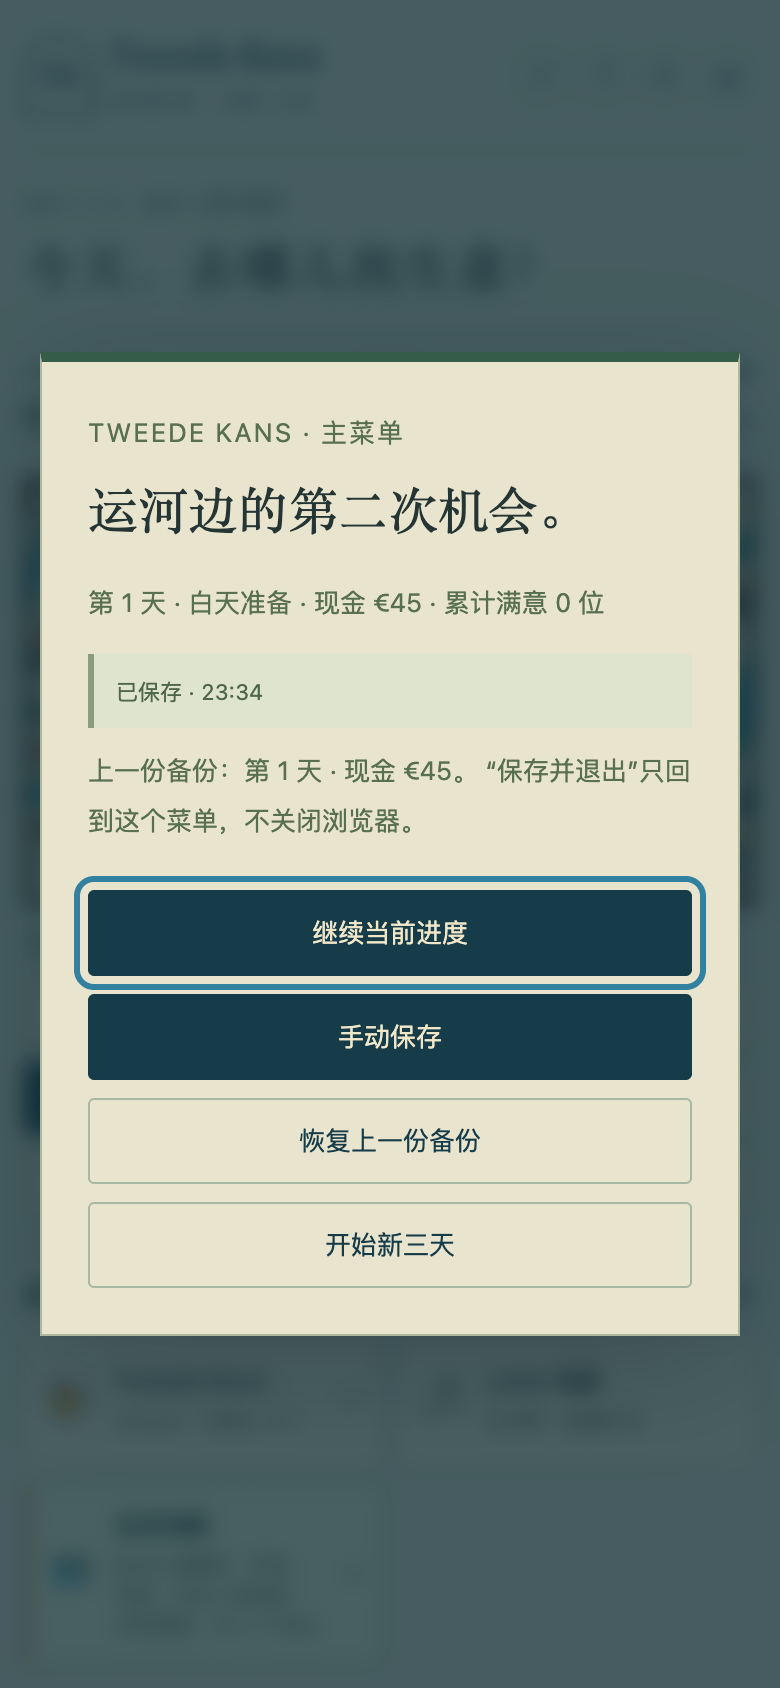 TWEEDE KANS · 主菜单
运河边的第二次机会。
第 1 天 · 白天准备 · 现金 €45 · 累计满意 0 位
已保存 · 23:34
上一份备份：第 1 天 · 现金 €45。 “保存并退出”只回
到这个菜单，不关闭浏览器。
继续当前进度
手动保存
恢复上一份备份
开始新三天